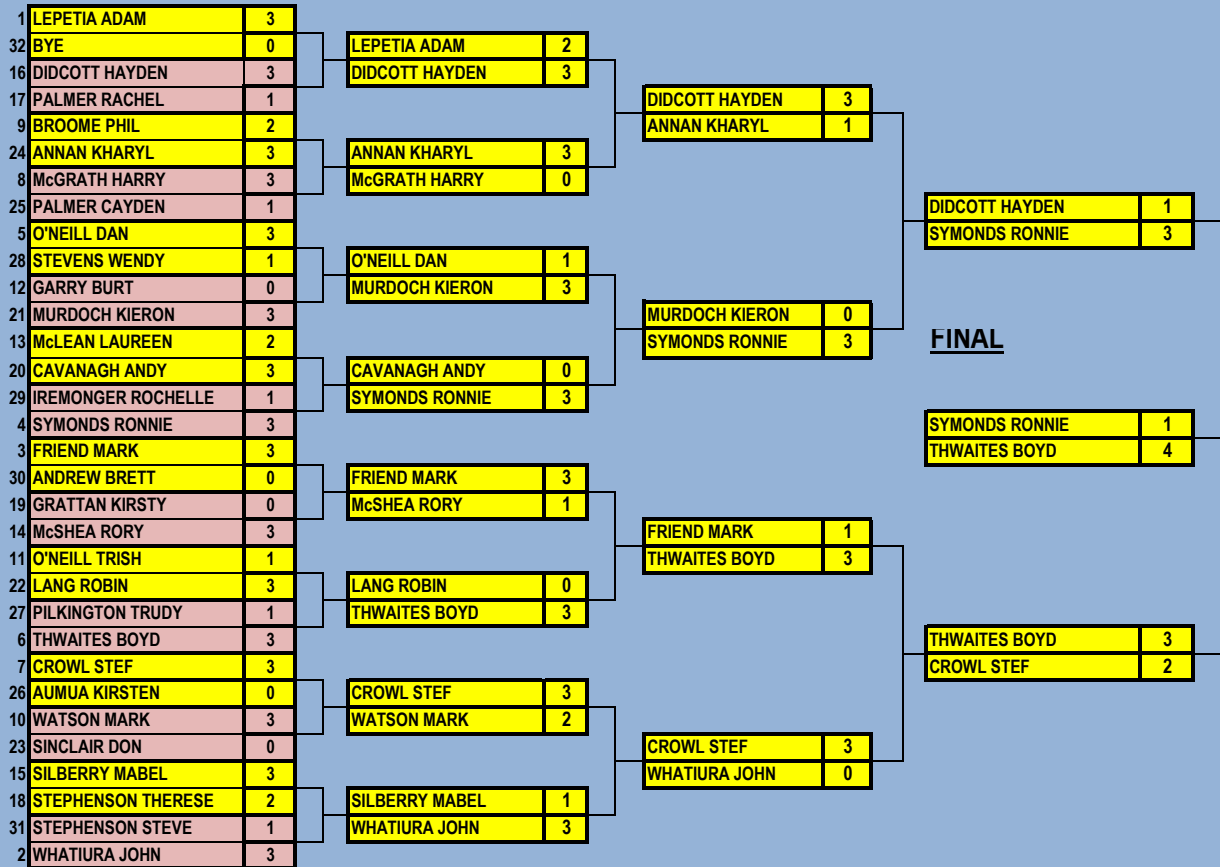 1 LEPETIA ADAM 3
32 BYE 0
16 DIDCOTT HAYDEN 3
17 PALMER RACHEL 1
9 BROOME PHIL 2
24 ANNAN KHARYL 3
8 McGRATH HARRY 3
25 PALMER CAYDEN 1
5 O'NEILL DAN 3
28 STEVENS WENDY 1
12 GARRY BURT 0
21 MURDOCH KIERON 3
13 McLEAN LAUREEN 2
20 CAVANAGH ANDY 3
29 IREMONGER ROCHELLE 1
4 SYMONDS RONNIE 3
3 FRIEND MARK 3
30 ANDREW BRETT 0
19 GRATTAN KIRSTY 0
14 McSHEA RORY 3
11 O'NEILL TRISH 1
22 LANG ROBIN 3
27 PILKINGTON TRUDY 1
6 THWAITES BOYD 3
7 CROWL STEF 3
26 AUMUA KIRSTEN 0
10 WATSON MARK 3
23 SINCLAIR DON 0
15 SILBERRY MABEL 3
18 STEPHENSON THERESE 2
31 STEPHENSON STEVE 1
2 WHATIURA JOHN 3
LEPETIA ADAM 2
DIDCOTT HAYDEN 3
ANNAN KHARYL 3
McGRATH HARRY 0
O'NEILL DAN 1
MURDOCH KIERON 3
CAVANAGH ANDY 0
SYMONDS RONNIE 3
FRIEND MARK 3
McSHEA RORY 1
LANG ROBIN 0
THWAITES BOYD 3
CROWL STEF 3
WATSON MARK 2
SILBERRY MABEL 1
WHATIURA JOHN 3
DIDCOTT HAYDEN 3
ANNAN KHARYL 1
MURDOCH KIERON 0
SYMONDS RONNIE 3
FRIEND MARK 1
THWAITES BOYD 3
CROWL STEF 3
WHATIURA JOHN 0
DIDCOTT HAYDEN 1
SYMONDS RONNIE 3
FINAL
SYMONDS RONNIE 1
THWAITES BOYD 4
THWAITES BOYD 3
CROWL STEF 2